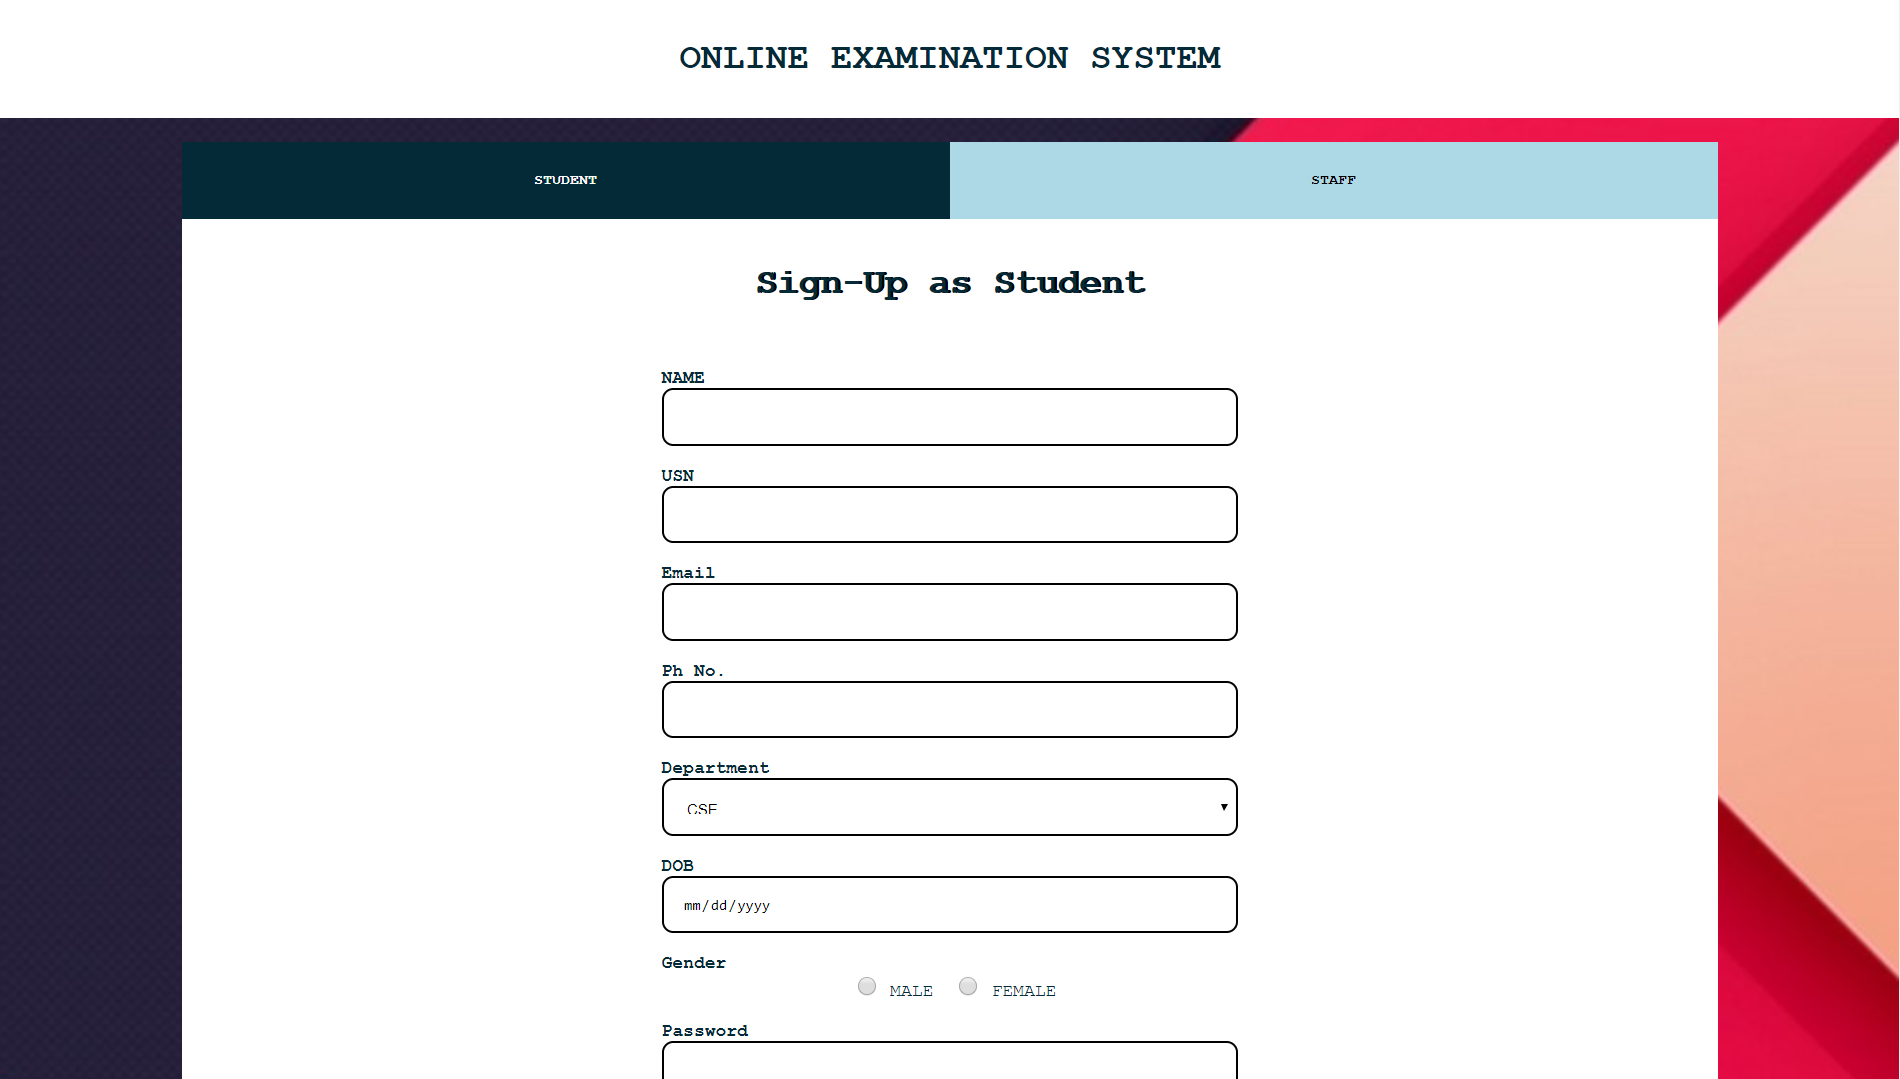 ONLINE EXAMINATION SYSTEM
STUDENT STAFF
Sign-Up as Student
NAME
USN
Email
Ph No.
Department
CSE
DOB
mm/dd/yyyy
Gender
MALE FEMALE
Password